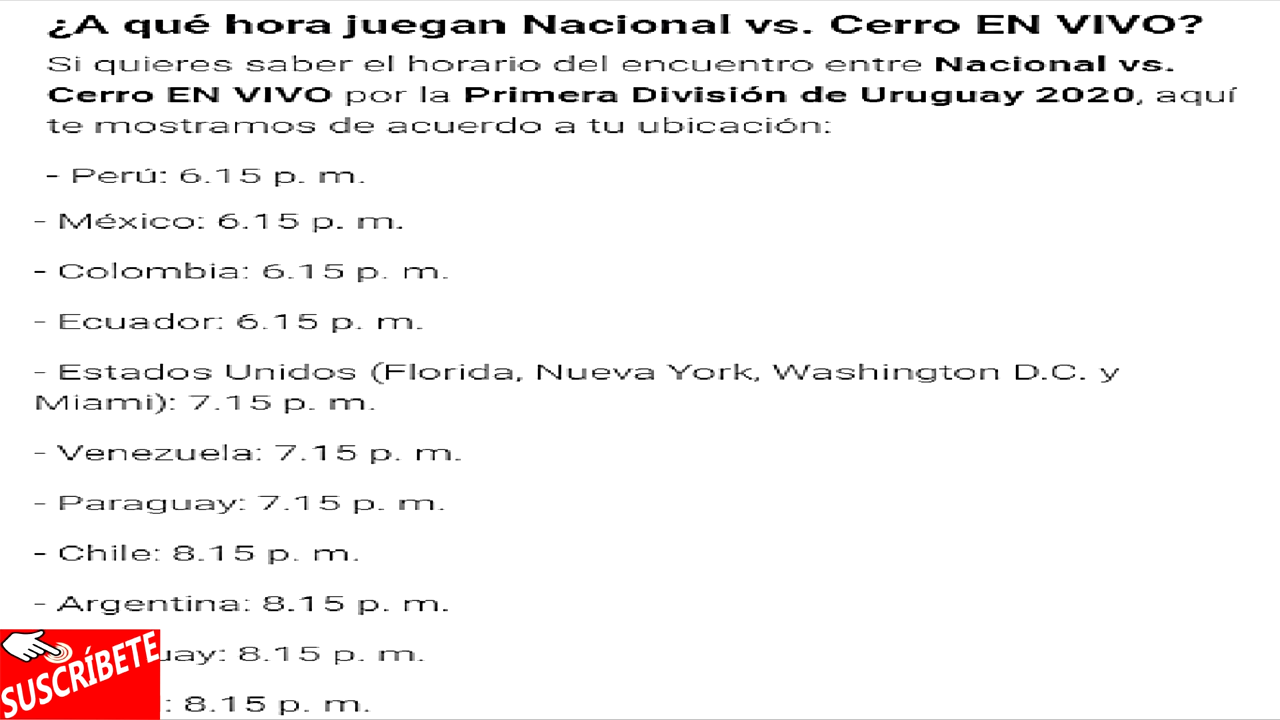 ¿A qué hora juegan Nacional vs. Cerro EN VIVO?
Si quieres saber el horario del encuentro entre Nacional vs.
Cerro EN VIVO por la Primera División de Uruguay 2020, aquí
te mostramos de acuerdo a tu ubicación:
- Perú: 6.15 p. m.
- México: 6.15 p. m.
- Colombia: 6.15 p. m.
- Ecuador: 6.15 p. m.
- Estados Unidos (Florida, Nueva York, Washington D.C. y
Miami): 7.15 p. m.
- Venezuela: 7.15 p. m.
- Paraguay: 7.15 p. m.
- Chile: 8.15 p. m.
- Argentina: 8.15 p. m.
uay: 8.15 p. m.
: 8.15 p. m.
SUSCRÍBETE